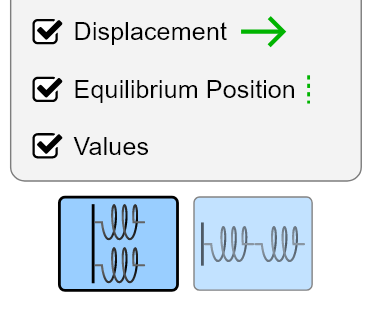 Displacement
Equilibrium Position
Values